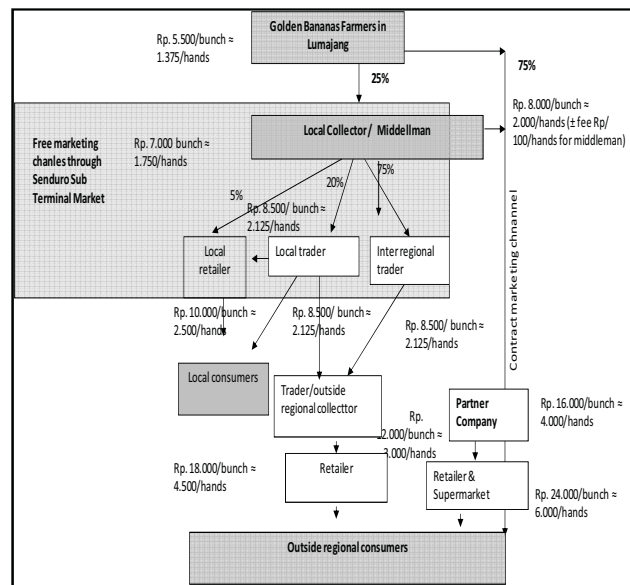 Golden Bananas Farmers in
Lumajang
Rp. 5.500/bunch ≈
1.375/hands
25%
75%
Rp. 8.000/bunch ≈
2.000/hands (± fee Rp/
100/hands for middleman)
Free marketing
chanles through
Senduro Sub
Terminal Market
Rp. 7.000 bunch ≈
1.750/hands
Local Collector/ Middellman
5%
20%
75%
Rp. 8.500/ bunch ≈
2.125/hands
Local
retailer
Local trader
Inter regional
trader
Rp. 10.000/bunch ≈
2.500/hands
Rp. 8.500/bunch ≈
2.125/hands
Rp. 8.500/bunch ≈
2.125/hands
Contract marketing chnannel
Local consumers
Trader/outside
regional collecttor
Partner
Company
Rp. 16.000/bunch ≈
4.000/hands
Rp.
12.000/bunch ≈
3.000/hands
Rp. 18.000/bunch ≈
4.500/hands
Retailer
Retailer &
Supermarket
Rp. 24.000/bunch ≈
6.000/hands
Outside regional consumers